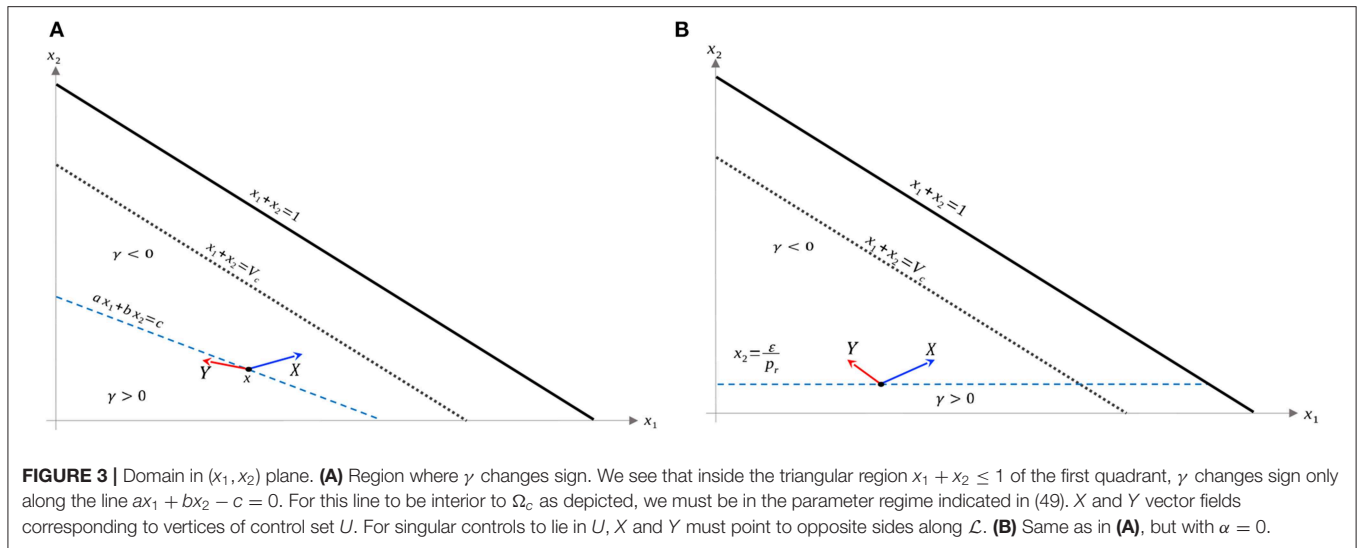 A
B
x₂
x₁+x₂=1
x₁+x₂=V_c
γ < 0
ax₁+bx₂=c
Y
x
X
γ > 0
x₁
x₂
x₁+x₂=1
x₁+x₂=V_c
γ < 0
x₂=ε/p_r
Y
X
γ > 0
x₁
FIGURE 3 | Domain in (x₁, x₂) plane. (A) Region where γ changes sign. We see that inside the triangular region x₁ + x₂ ≤ 1 of the first quadrant, γ changes sign only
along the line ax₁ + bx₂ − c = 0. For this line to be interior to Ω_c as depicted, we must be in the parameter regime indicated in (49). X and Y vector fields
corresponding to vertices of control set U. For singular controls to lie in U, X and Y must point to opposite sides along ℒ. (B) Same as in (A), but with α = 0.